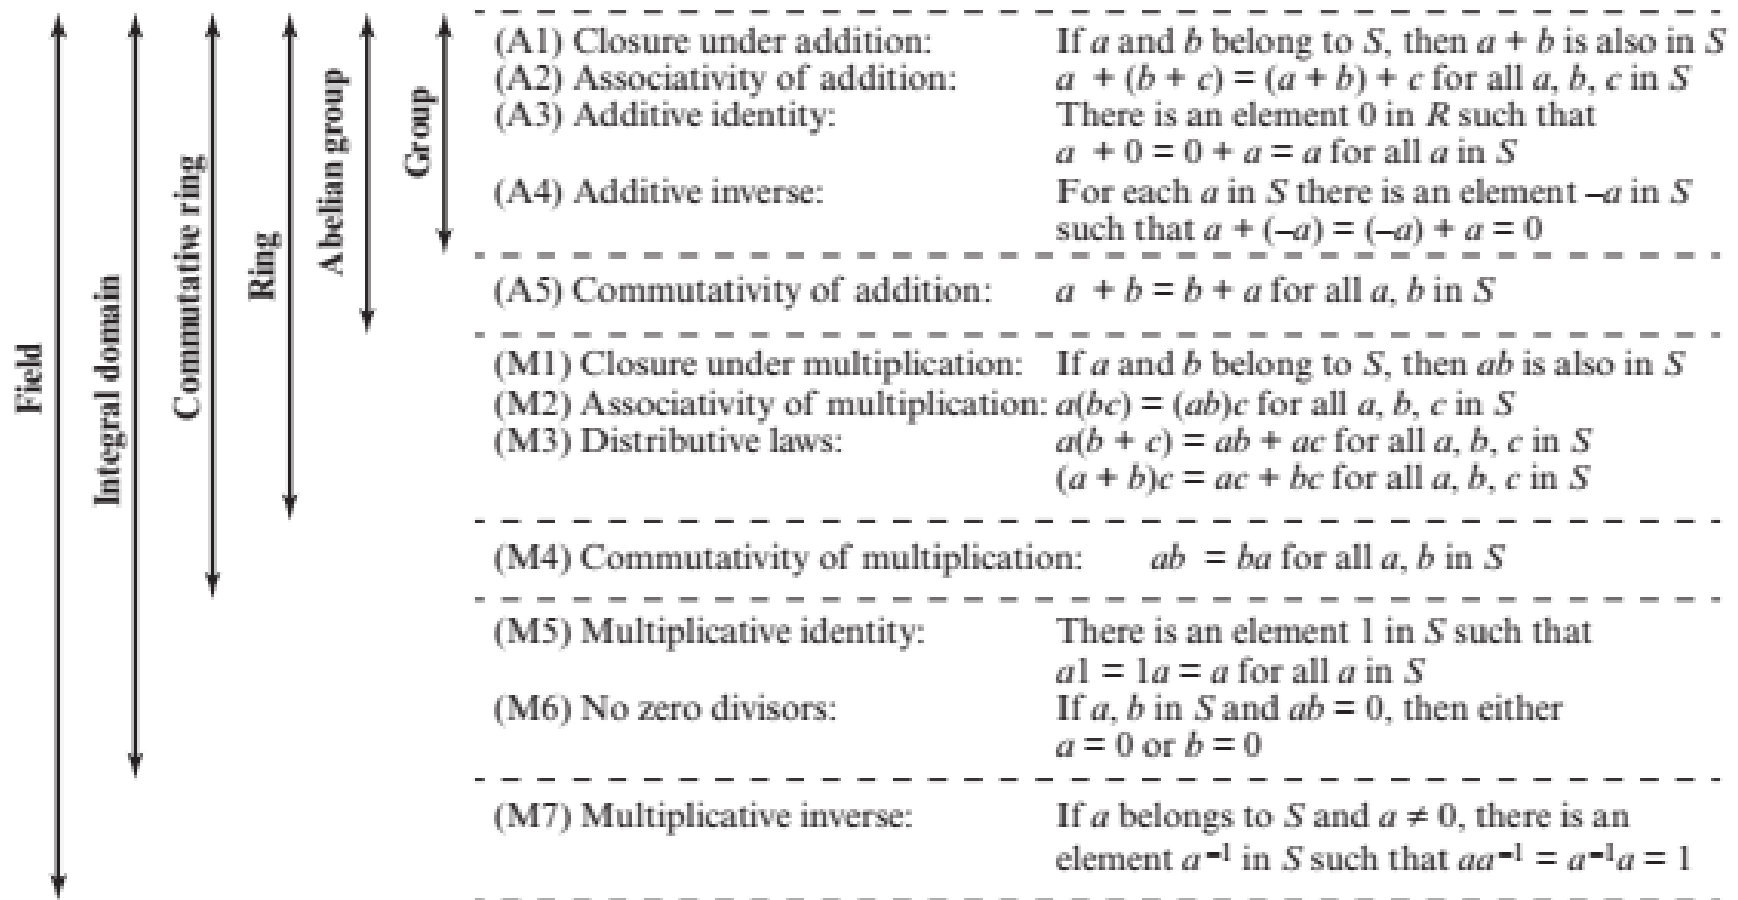 Field
Integral domain
Commutative ring
Ring
Abelian group
Group
(A1) Closure under addition: If a and b belong to S, then a + b is also in S
(A2) Associativity of addition: a + (b + c) = (a + b) + c for all a, b, c in S
(A3) Additive identity: There is an element 0 in R such that
a + 0 = 0 + a = a for all a in S
(A4) Additive inverse: For each a in S there is an element –a in S
such that a + (–a) = (–a) + a = 0
(A5) Commutativity of addition: a + b = b + a for all a, b in S
(M1) Closure under multiplication: If a and b belong to S, then ab is also in S
(M2) Associativity of multiplication: a(bc) = (ab)c for all a, b, c in S
(M3) Distributive laws: a(b + c) = ab + ac for all a, b, c in S
(a + b)c = ac + bc for all a, b, c in S
(M4) Commutativity of multiplication: ab = ba for all a, b in S
(M5) Multiplicative identity: There is an element 1 in S such that
a1 = 1a = a for all a in S
(M6) No zero divisors: If a, b in S and ab = 0, then either
a = 0 or b = 0
(M7) Multiplicative inverse: If a belongs to S and a ≠ 0, there is an
element a⁻¹ in S such that aa⁻¹ = a⁻¹a = 1